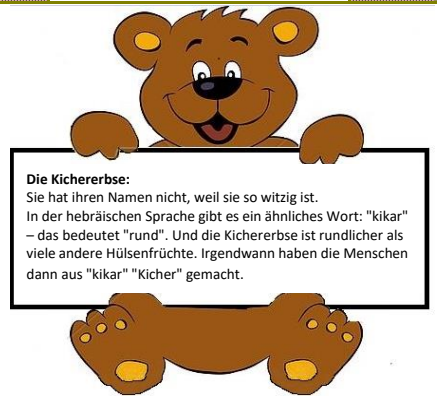 Die Kichererbse:
Sie hat ihren Namen nicht, weil sie so witzig ist.
In der hebräischen Sprache gibt es ein ähnliches Wort: "kikar"
– das bedeutet "rund". Und die Kichererbse ist rundlicher als
viele andere Hülsenfrüchte. Irgendwann haben die Menschen
dann aus "kikar" "Kicher" gemacht.